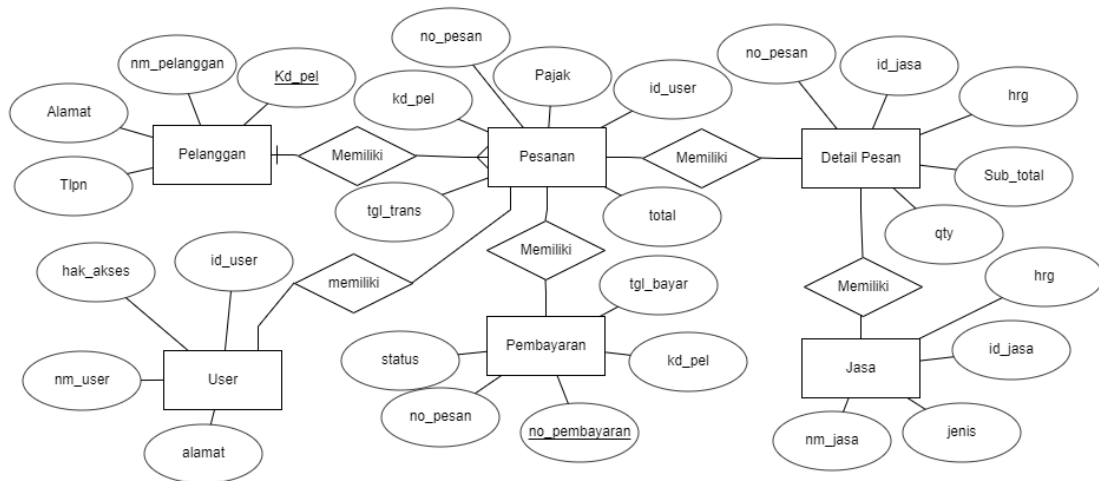 no_pesan
no_pesan
nm_pelanggan
Kd_pel
Pajak
id_jasa
id_user
kd_pel
hrg
Alamat
Pelanggan
Memiliki
Pesanan
Memiliki
Detail Pesan
Tlpn
Sub_total
tgl_trans
total
qty
hak_akses
id_user
Memiliki
memiliki
hrg
tgl_bayar
Memiliki
status
Pembayaran
kd_pel
id_jasa
nm_user
User
Jasa
no_pesan
no_pembayaran
nm_jasa
jenis
alamat